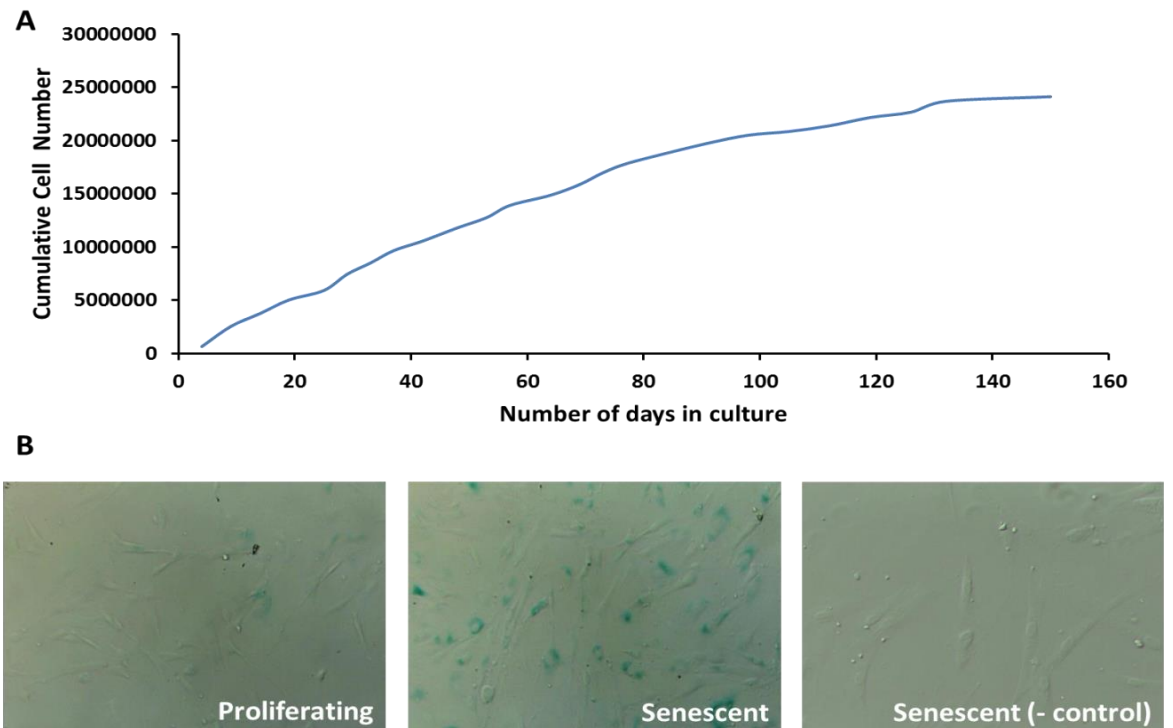 A
30000000
25000000
20000000
15000000
10000000
5000000
0
Cumulative Cell Number
0 20 40 60 80 100 120 140 160
Number of days in culture
B
Proliferating
Senescent
Senescent (- control)